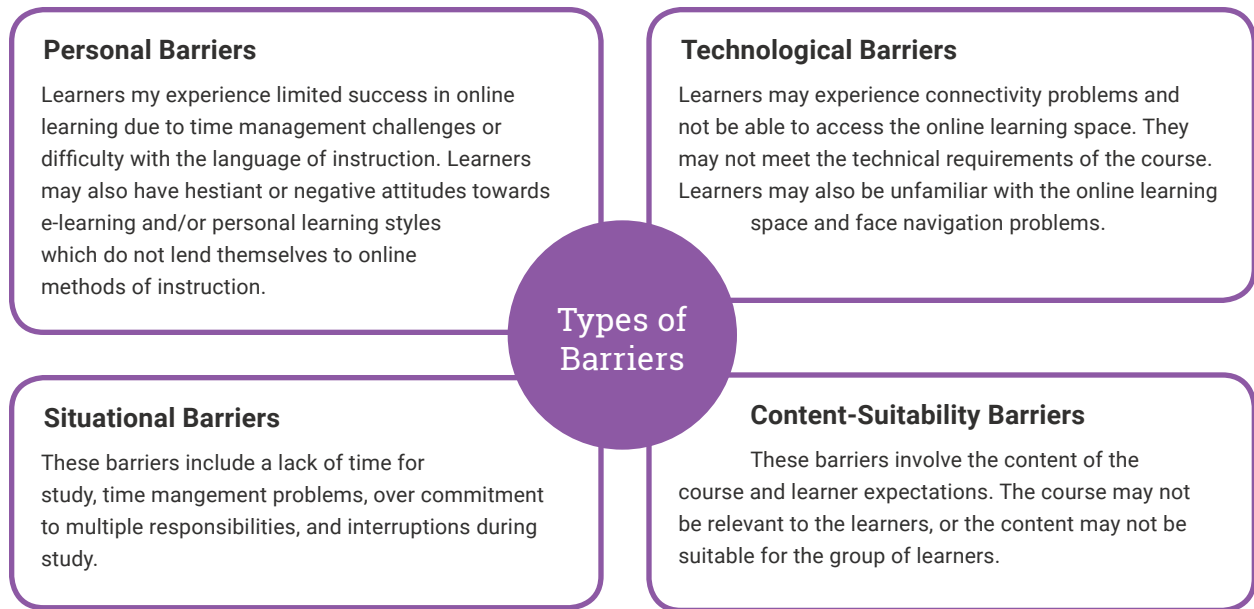 Personal Barriers
Learners my experience limited success in online
learning due to time management challenges or
difficulty with the language of instruction. Learners
may also have hestiant or negative attitudes towards
e-learning and/or personal learning styles
which do not lend themselves to online
methods of instruction.
Technological Barriers
Learners may experience connectivity problems and
not be able to access the online learning space. They
may not meet the technical requirements of the course.
Learners may also be unfamiliar with the online learning
space and face navigation problems.
Types of
Barriers
Situational Barriers
These barriers include a lack of time for
study, time mangement problems, over commitment
to multiple responsibilities, and interruptions during
study.
Content-Suitability Barriers
These barriers involve the content of the
course and learner expectations. The course may not
be relevant to the learners, or the content may not be
suitable for the group of learners.